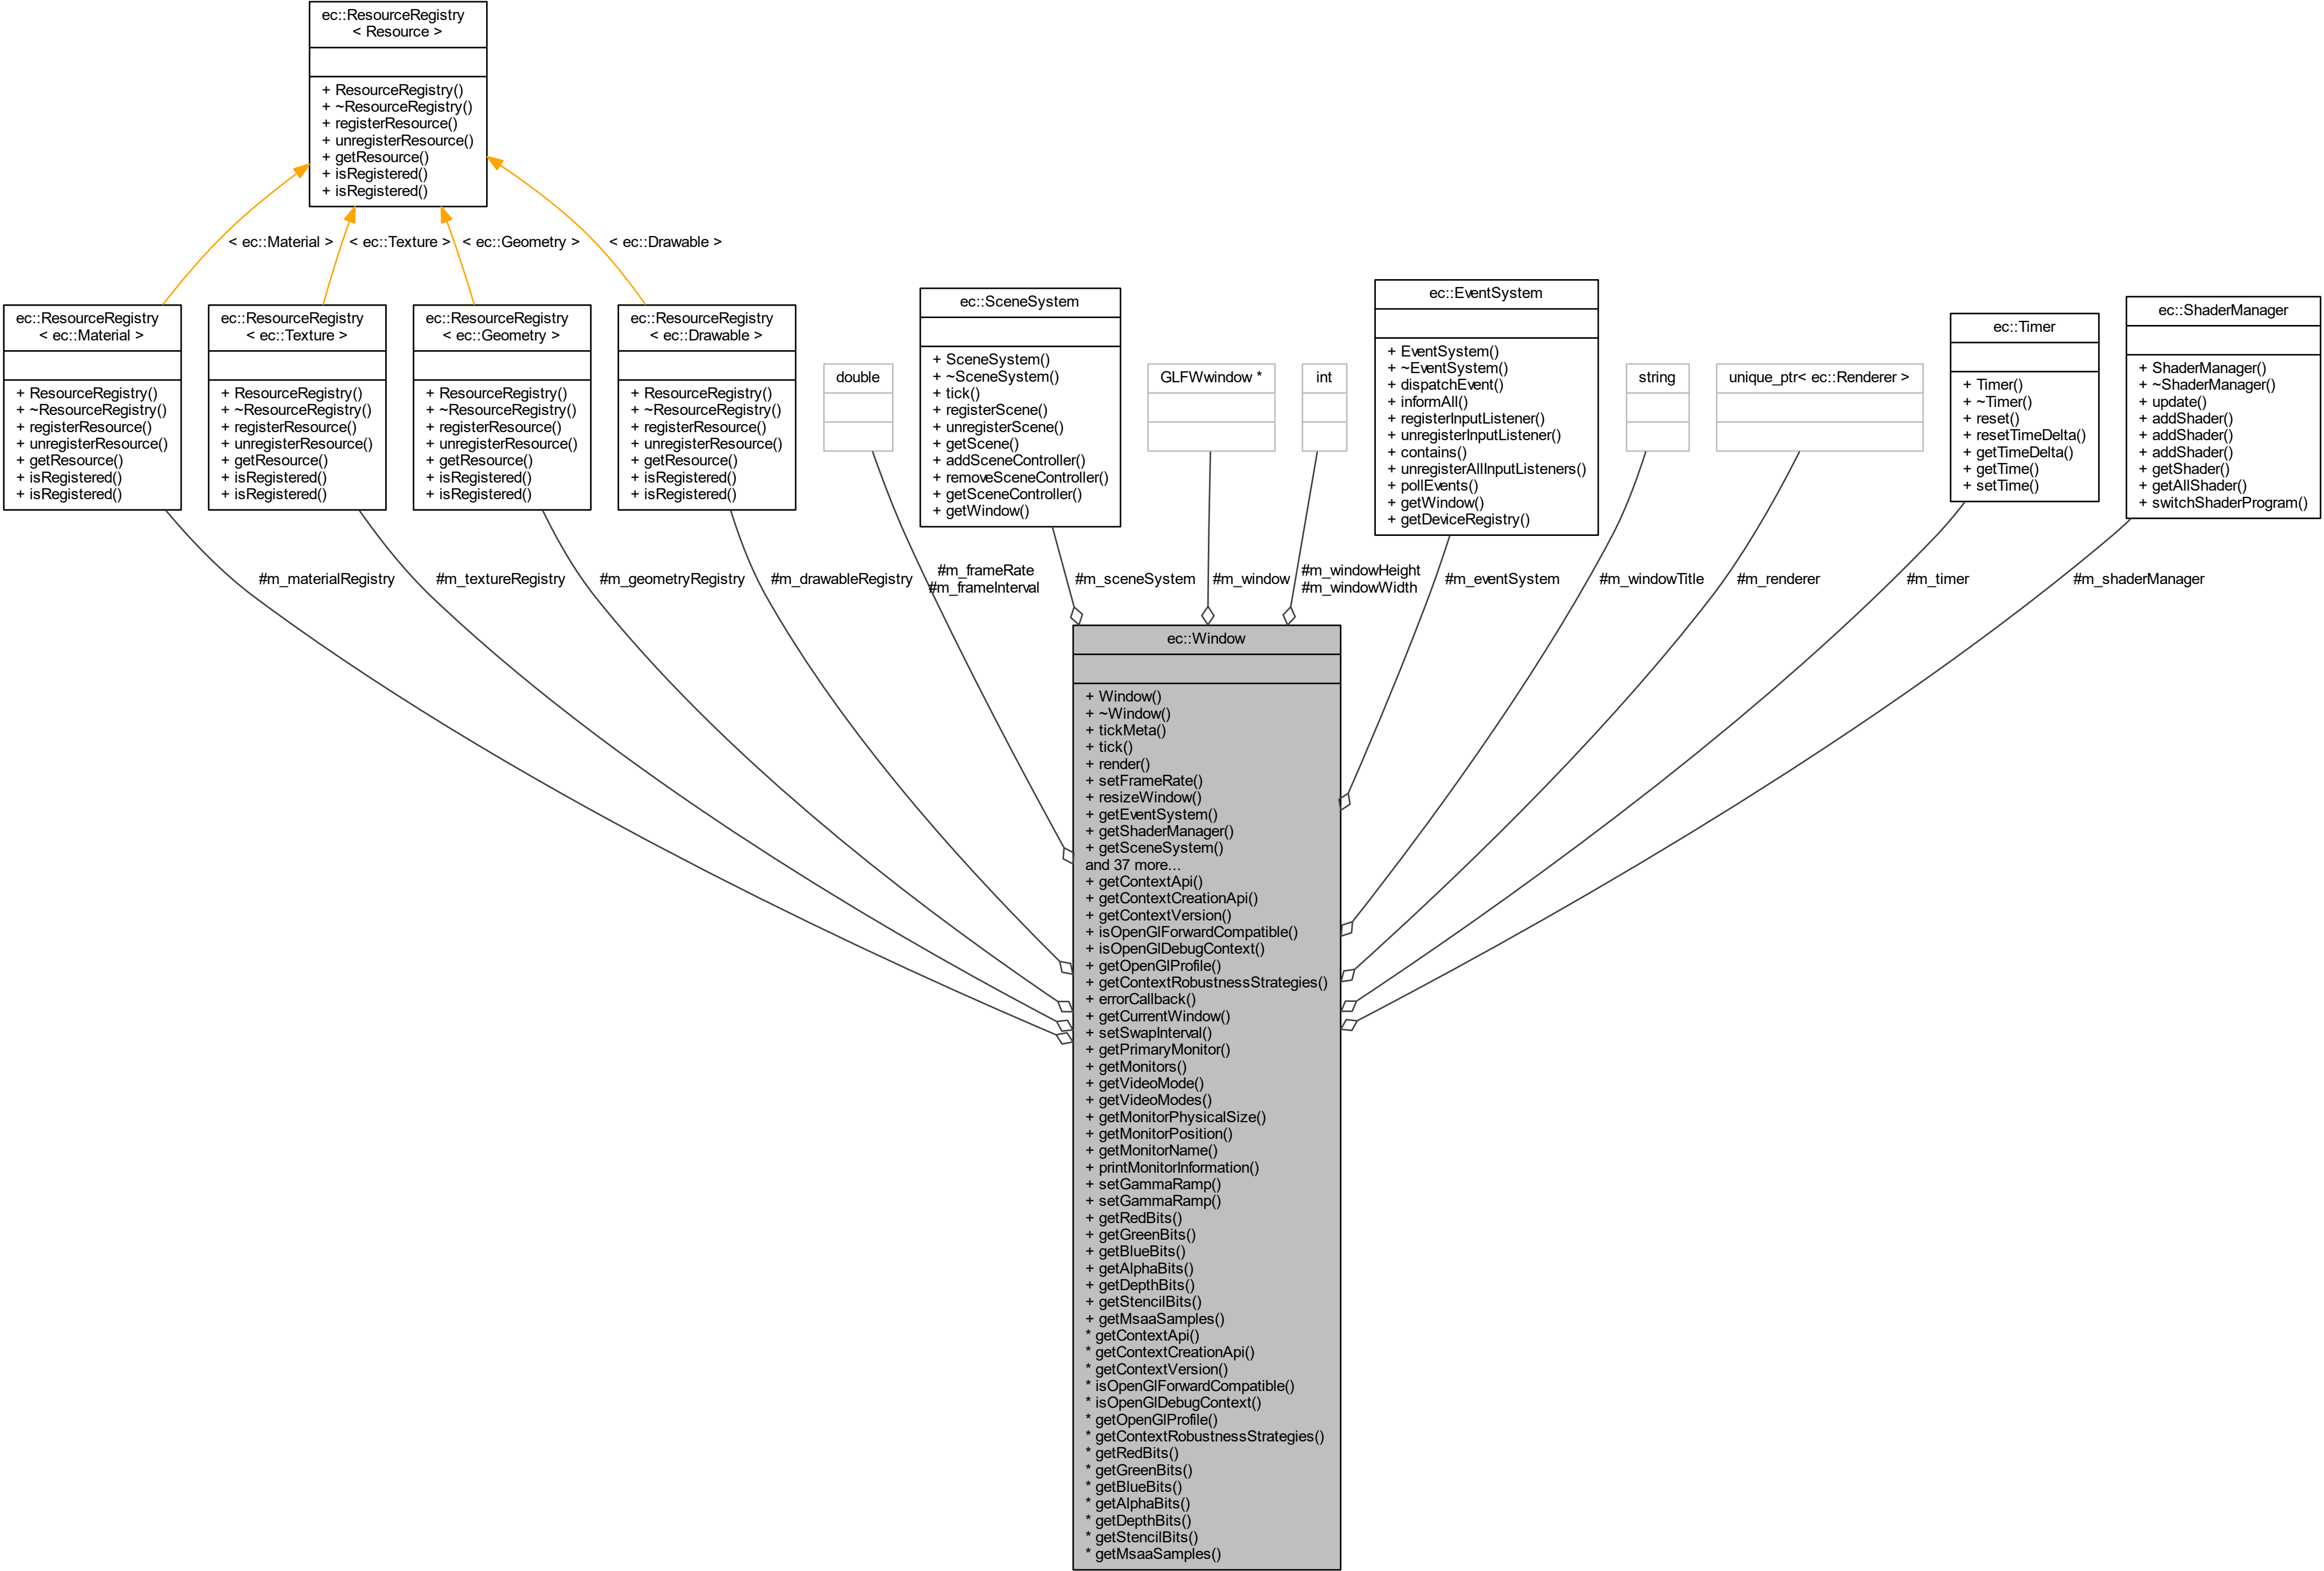 ec::ResourceRegistry
< Resource >
+ ResourceRegistry()
+ ~ResourceRegistry()
+ registerResource()
+ unregisterResource()
+ getResource()
+ isRegistered()
+ isRegistered()
< ec::Material >
< ec::Texture >
< ec::Geometry >
< ec::Drawable >
ec::ResourceRegistry
< ec::Material >
+ ResourceRegistry()
+ ~ResourceRegistry()
+ registerResource()
+ unregisterResource()
+ getResource()
+ isRegistered()
+ isRegistered()
ec::ResourceRegistry
< ec::Texture >
+ ResourceRegistry()
+ ~ResourceRegistry()
+ registerResource()
+ unregisterResource()
+ getResource()
+ isRegistered()
+ isRegistered()
ec::ResourceRegistry
< ec::Geometry >
+ ResourceRegistry()
+ ~ResourceRegistry()
+ registerResource()
+ unregisterResource()
+ getResource()
+ isRegistered()
+ isRegistered()
ec::ResourceRegistry
< ec::Drawable >
+ ResourceRegistry()
+ ~ResourceRegistry()
+ registerResource()
+ unregisterResource()
+ getResource()
+ isRegistered()
+ isRegistered()
double
ec::SceneSystem
+ SceneSystem()
+ ~SceneSystem()
+ tick()
+ registerScene()
+ unregisterScene()
+ getScene()
+ addSceneController()
+ removeSceneController()
+ getSceneController()
+ getWindow()
GLFWwindow *
int
ec::EventSystem
+ EventSystem()
+ ~EventSystem()
+ dispatchEvent()
+ informAll()
+ registerInputListener()
+ unregisterInputListener()
+ contains()
+ unregisterAllInputListeners()
+ pollEvents()
+ getWindow()
+ getDeviceRegistry()
string
unique_ptr< ec::Renderer >
ec::Timer
+ Timer()
+ ~Timer()
+ reset()
+ resetTimeDelta()
+ getTimeDelta()
+ getTime()
+ setTime()
ec::ShaderManager
+ ShaderManager()
+ ~ShaderManager()
+ update()
+ addShader()
+ addShader()
+ addShader()
+ getShader()
+ getAllShader()
+ switchShaderProgram()
#m_materialRegistry
#m_textureRegistry
#m_geometryRegistry
#m_drawableRegistry
#m_frameRate
#m_frameInterval
#m_sceneSystem
#m_window
#m_windowHeight
#m_windowWidth
#m_eventSystem
#m_windowTitle
#m_renderer
#m_timer
#m_shaderManager
ec::Window
+ Window()
+ ~Window()
+ tickMeta()
+ tick()
+ render()
+ setFrameRate()
+ resizeWindow()
+ getEventSystem()
+ getShaderManager()
+ getSceneSystem()
and 37 more...
+ getContextApi()
+ getContextCreationApi()
+ getContextVersion()
+ isOpenGlForwardCompatible()
+ isOpenGlDebugContext()
+ getOpenGlProfile()
+ getContextRobustnessStrategies()
+ errorCallback()
+ getCurrentWindow()
+ setSwapInterval()
+ getPrimaryMonitor()
+ getMonitors()
+ getVideoMode()
+ getVideoModes()
+ getMonitorPhysicalSize()
+ getMonitorPosition()
+ getMonitorName()
+ printMonitorInformation()
+ setGammaRamp()
+ setGammaRamp()
+ getRedBits()
+ getGreenBits()
+ getBlueBits()
+ getAlphaBits()
+ getDepthBits()
+ getStencilBits()
+ getMsaaSamples()
* getContextApi()
* getContextCreationApi()
* getContextVersion()
* isOpenGlForwardCompatible()
* isOpenGlDebugContext()
* getOpenGlProfile()
* getContextRobustnessStrategies()
* getRedBits()
* getGreenBits()
* getBlueBits()
* getAlphaBits()
* getDepthBits()
* getStencilBits()
* getMsaaSamples()